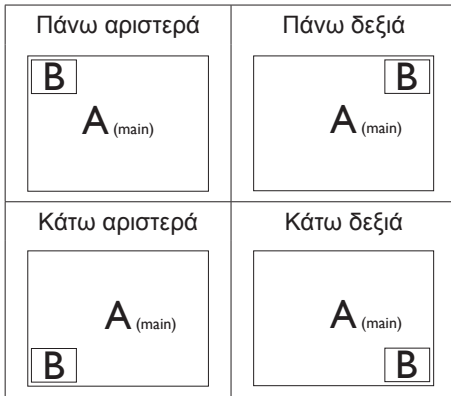 Πάνω αριστερά
B
A (main)
Πάνω δεξιά
B
A (main)
Κάτω αριστερά
A (main)
B
Κάτω δεξιά
A (main)
B